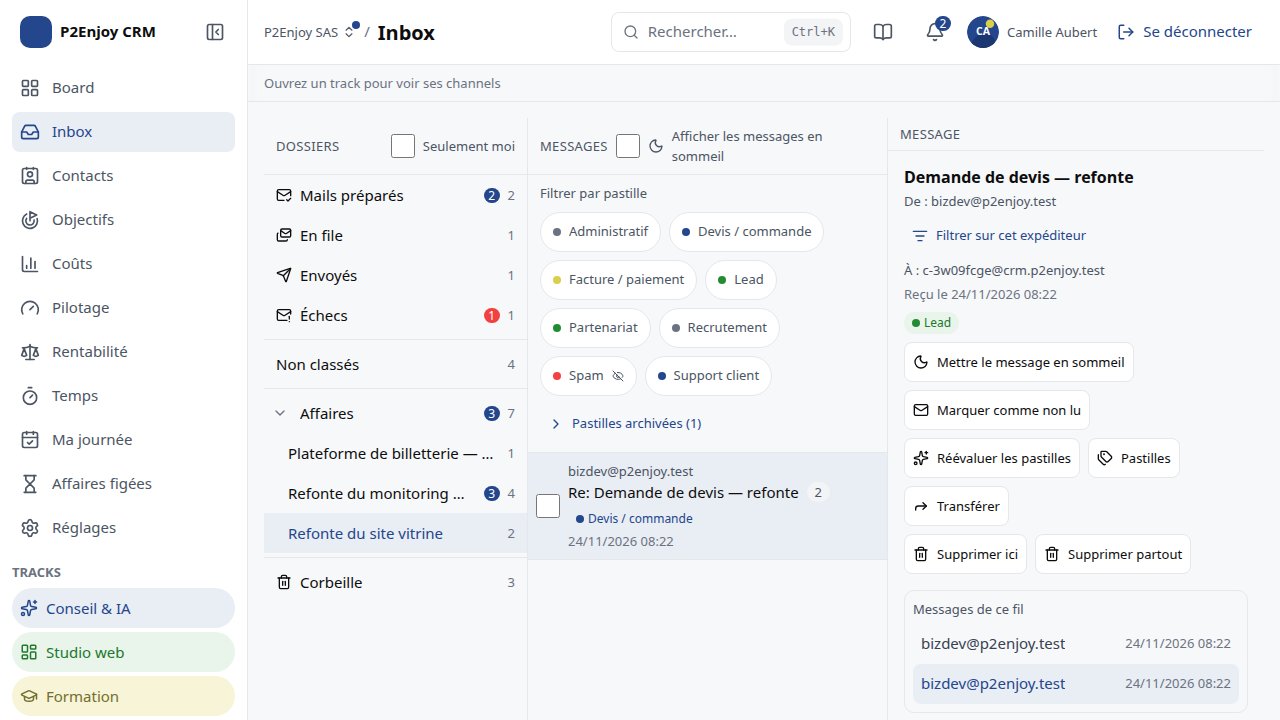 P2Enjoy CRM
Board
Inbox
Contacts
Objectifs
Coûts
Pilotage
Rentabilité
Temps
Ma journée
Affaires figées
Réglages
TRACKS
Conseil & IA
Studio web
Formation
P2Enjoy SAS / Inbox
Rechercher... Ctrl+K
2
CA Camille Aubert
Se déconnecter
Ouvrez un track pour voir ses channels
DOSSIERS Seulement moi
Mails préparés 2 2
En file 1
Envoyés 1
Échecs 1 1
Non classés 4
Affaires 3 7
Plateforme de billetterie — ... 1
Refonte du monitoring ... 3 4
Refonte du site vitrine 2
Corbeille 3
MESSAGES Afficher les messages en
sommeil
Filtrer par pastille
Administratif Devis / commande
Facture / paiement Lead
Partenariat Recrutement
Spam Support client
Pastilles archivées (1)
bizdev@p2enjoy.test
Re: Demande de devis — refonte 2
Devis / commande
24/11/2026 08:22
MESSAGE
Demande de devis — refonte
De : bizdev@p2enjoy.test
Filtrer sur cet expéditeur
À : c-3w09fcge@crm.p2enjoy.test
Reçu le 24/11/2026 08:22
Lead
Mettre le message en sommeil
Marquer comme non lu
Réévaluer les pastilles Pastilles
Transférer
Supprimer ici Supprimer partout
Messages de ce fil
bizdev@p2enjoy.test 24/11/2026 08:22
bizdev@p2enjoy.test 24/11/2026 08:22